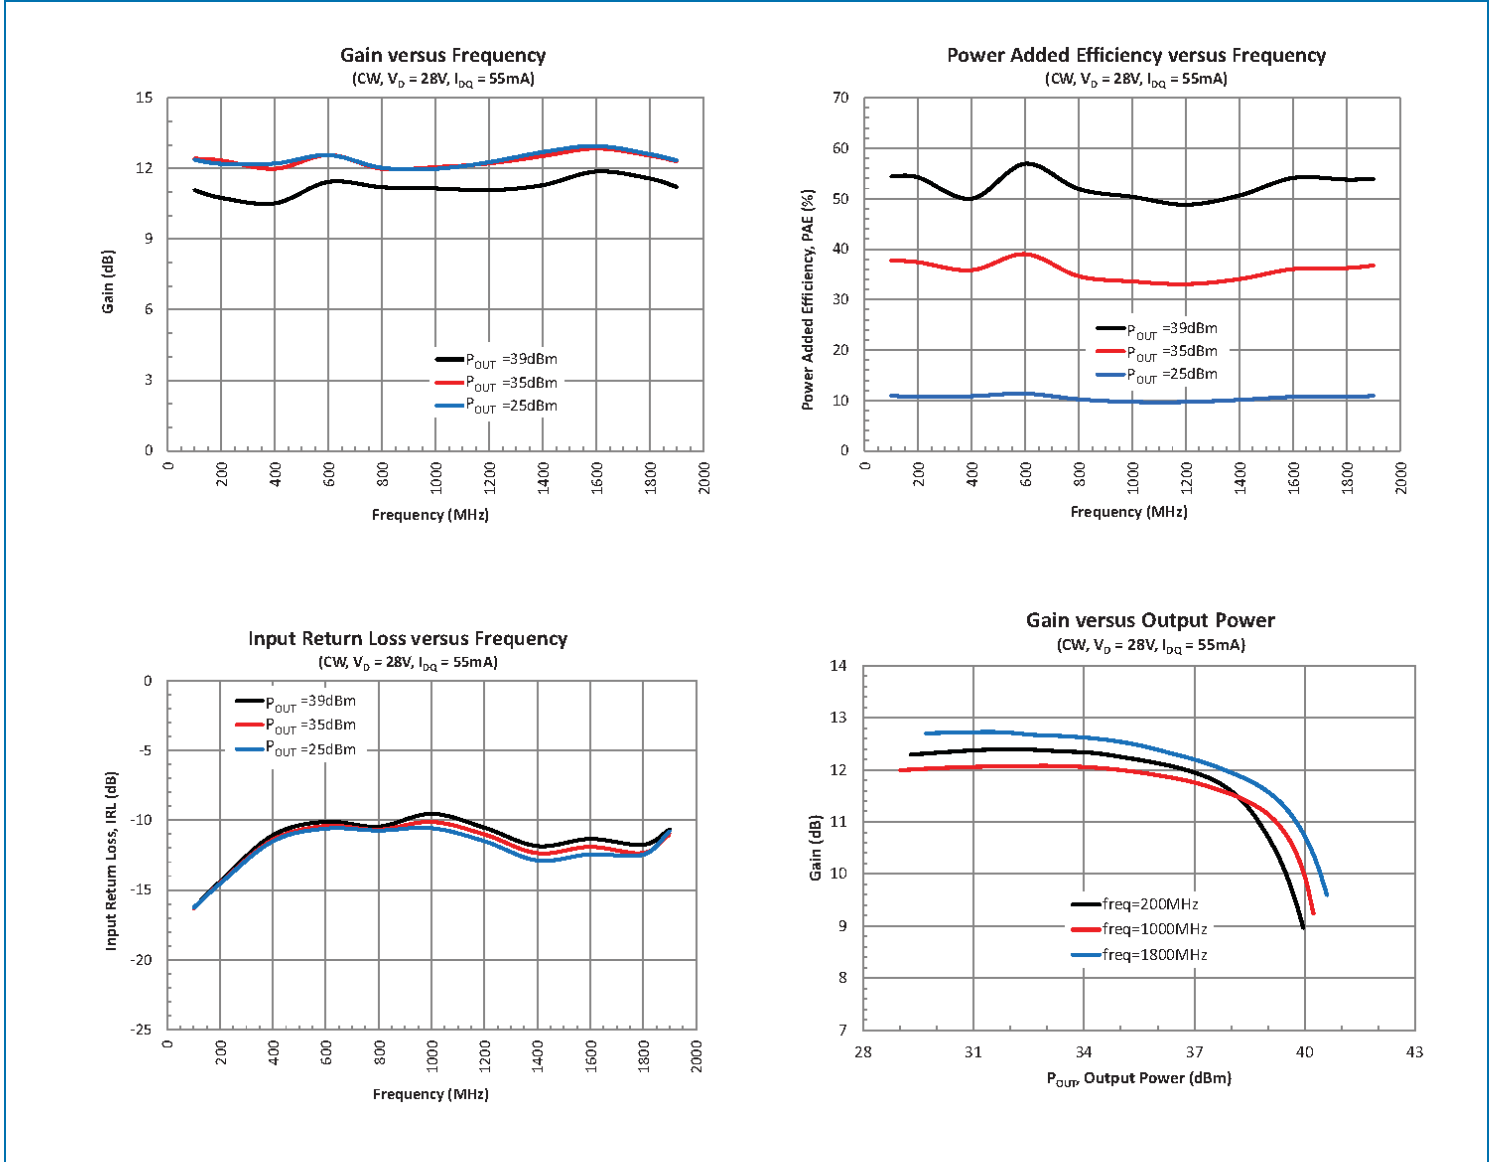 Gain versus Frequency
(CW, VD = 28V, IDQ = 55mA)
15
12
9
6
3
0
Gain (dB)
POUT =39dBm
POUT =35dBm
POUT =25dBm
0
200
400
600
800
1000
1200
1400
1600
1800
2000
Frequency (MHz)
Power Added Efficiency versus Frequency
(CW, VD = 28V, IDQ = 55mA)
70
60
50
40
30
20
10
0
Power Added Efficiency, PAE (%)
POUT =39dBm
POUT =35dBm
POUT =25dBm
0
200
400
600
800
1000
1200
1400
1600
1800
2000
Frequency (MHz)
Input Return Loss versus Frequency
(CW, VD = 28V, IDQ = 55mA)
0
-5
-10
-15
-20
-25
Input Return Loss, IRL (dB)
POUT =39dBm
POUT =35dBm
POUT =25dBm
0
200
400
600
800
1000
1200
1400
1600
1800
2000
Frequency (MHz)
Gain versus Output Power
(CW, VD = 28V, IDQ = 55mA)
14
13
12
11
10
9
8
7
Gain (dB)
freq=200MHz
freq=1000MHz
freq=1800MHz
28
31
34
37
40
43
POUT, Output Power (dBm)